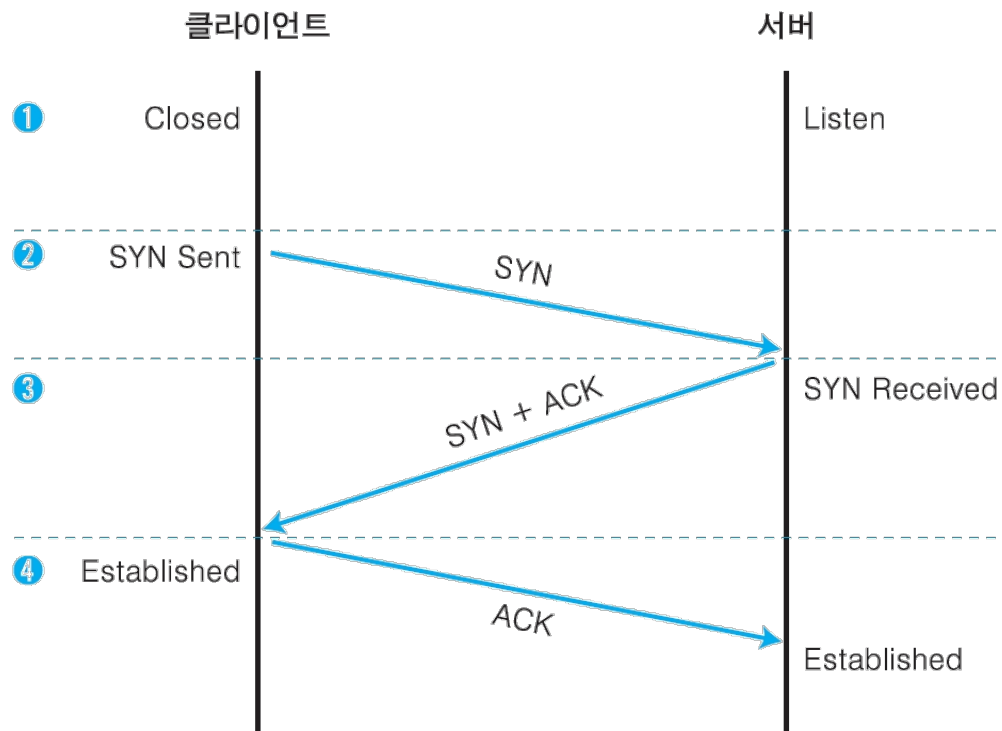 클라이언트 서버
1 Closed Listen
2 SYN Sent SYN
3 SYN + ACK SYN Received
4 Established ACK
Established